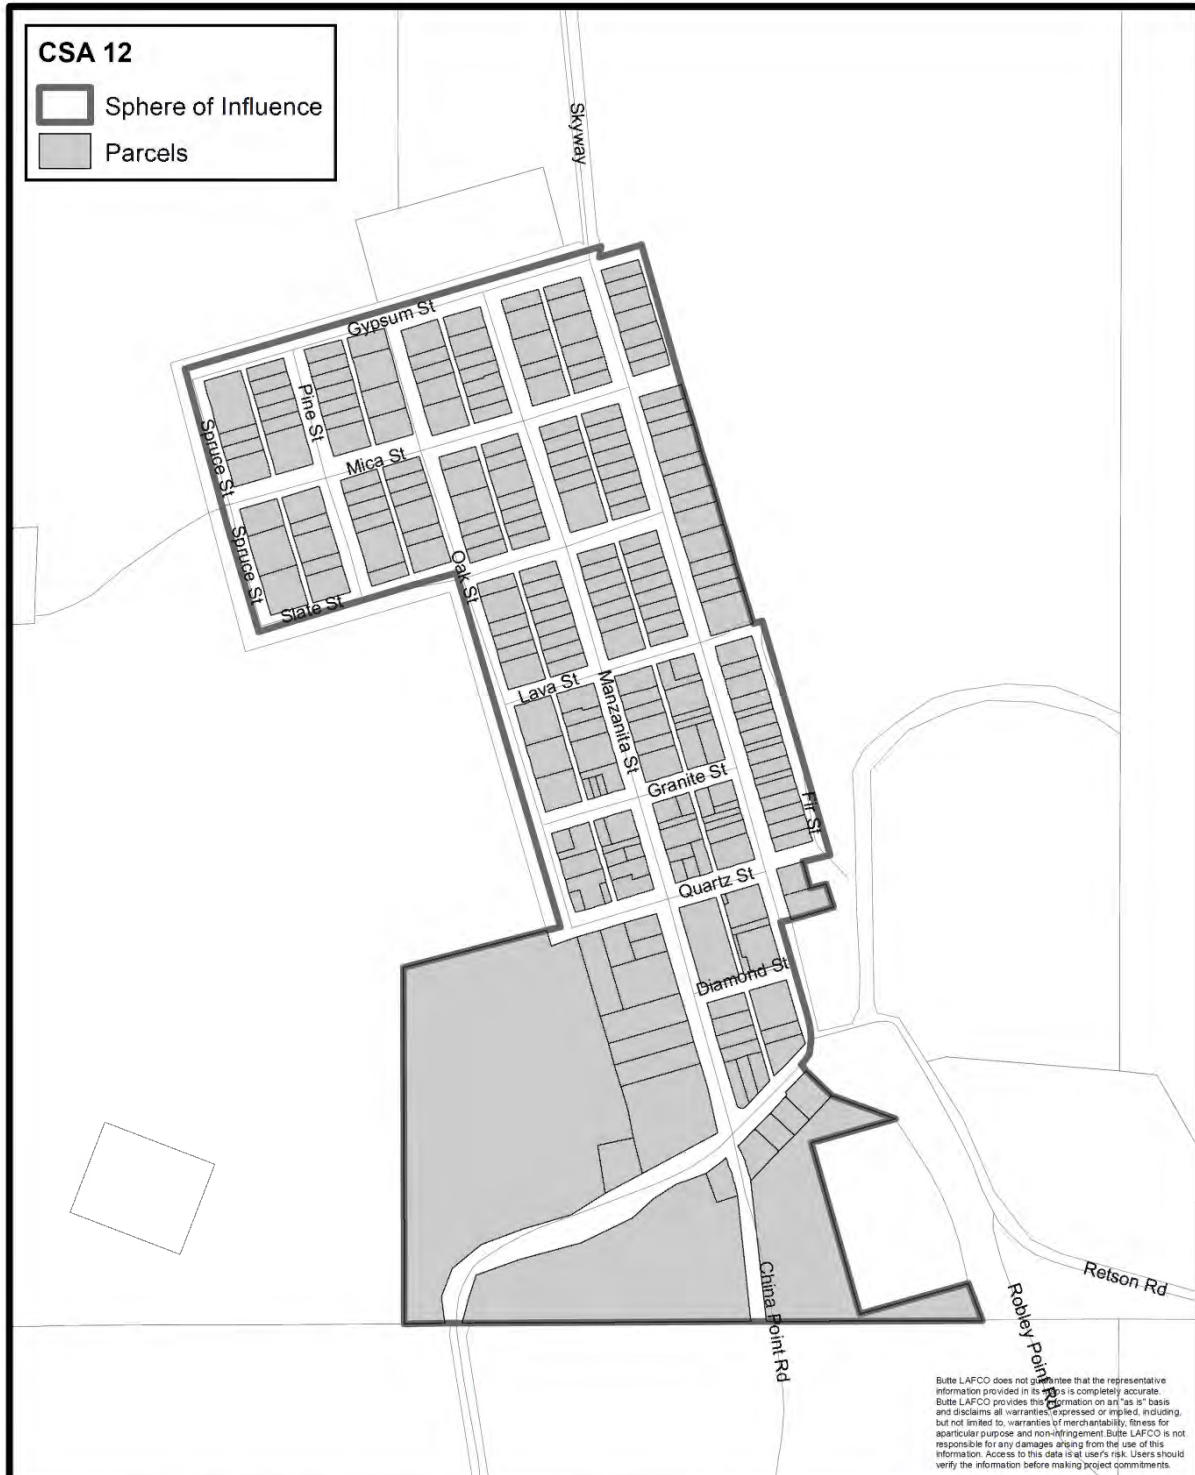 CSA 12
Sphere of Influence
Parcels
Skyway
Gypsum St
Pine St
Spruce St
Mica St
Spruce St
Oak St
Slate St
Lava St
Manzanita St
Granite St
Fir St
Quartz St
Diamond St
China Point Rd
Retson Rd
Robley Point Rd
Butte LAFCO does not guarantee that the representative
information provided in its maps is completely accurate.
Butte LAFCO provides this information on an "as is" basis
and disclaims all warranties, expressed or implied, including,
but not limited to, warranties of merchantability, fitness for
aparticular purpose and non-infringement.Butte LAFCO is not
responsible for any damages arising from the use of this
information. Access to this data is at user's risk. Users should
verify the information before making project commitments.